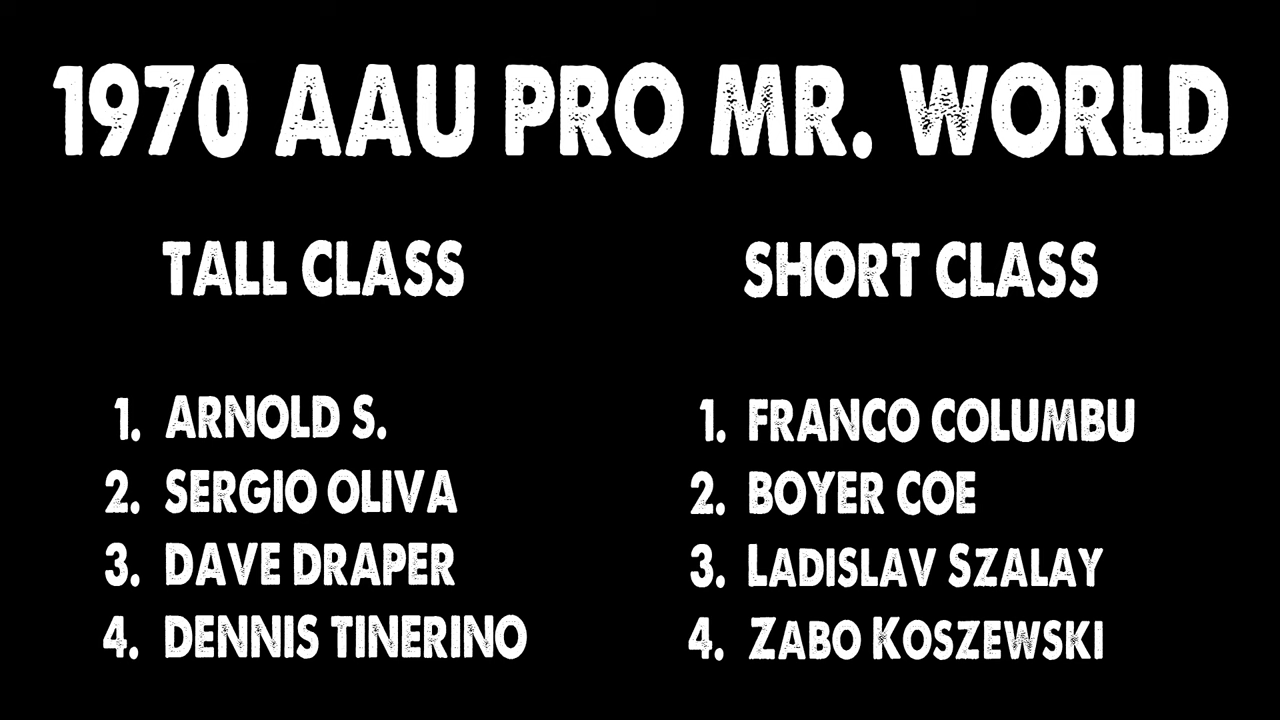 1970 AAU PRO MR. WORLD
TALL CLASS
1. ARNOLD S.
2. SERGIO OLIVA
3. DAVE DRAPER
4. DENNIS TINERINO
SHORT CLASS
1. FRANCO COLUMBU
2. BOYER COE
3. LADISLAV SZALAY
4. ZABO KOSZEWSKI